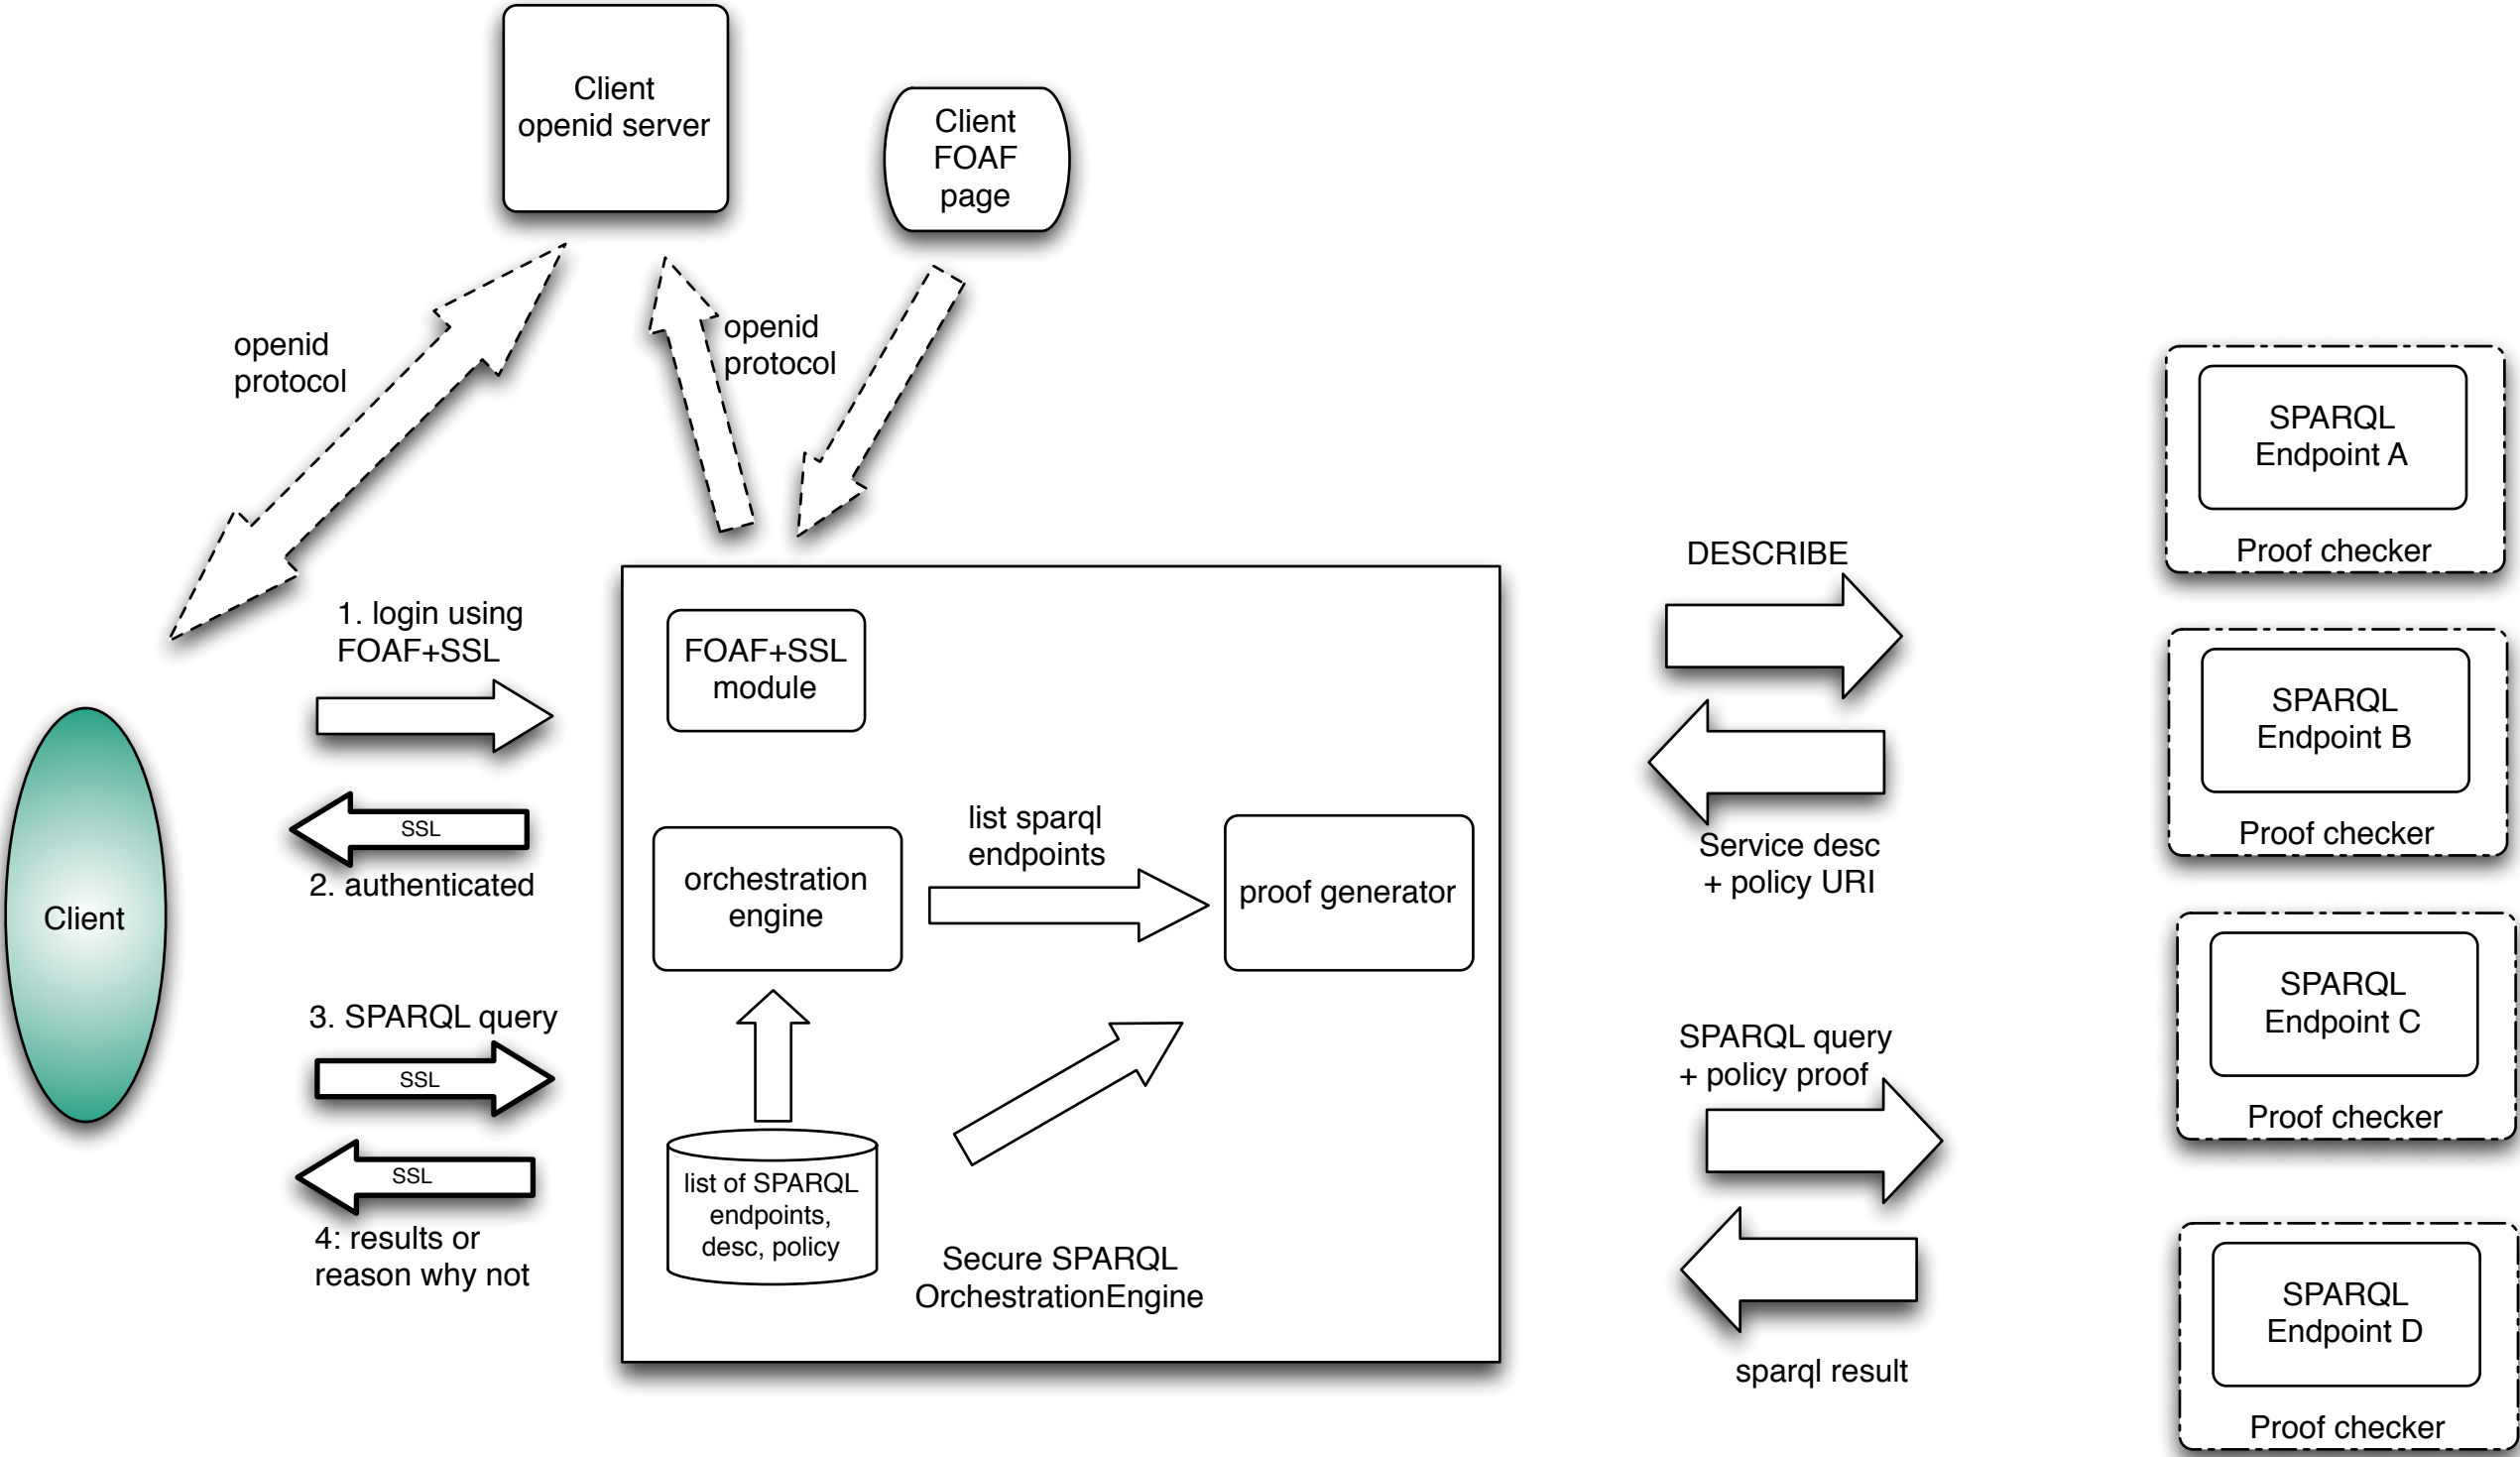 Client
openid server
Client
FOAF
page
openid
protocol
openid
protocol
1. login using
FOAF+SSL
SSL
2. authenticated
Client
3. SPARQL query
SSL
SSL
4: results or
reason why not
FOAF+SSL
module
orchestration
engine
list sparql
endpoints
proof generator
list of SPARQL
endpoints,
desc, policy
Secure SPARQL
OrchestrationEngine
DESCRIBE
Service desc
+ policy URI
SPARQL query
+ policy proof
sparql result
SPARQL
Endpoint A
Proof checker
SPARQL
Endpoint B
Proof checker
SPARQL
Endpoint C
Proof checker
SPARQL
Endpoint D
Proof checker